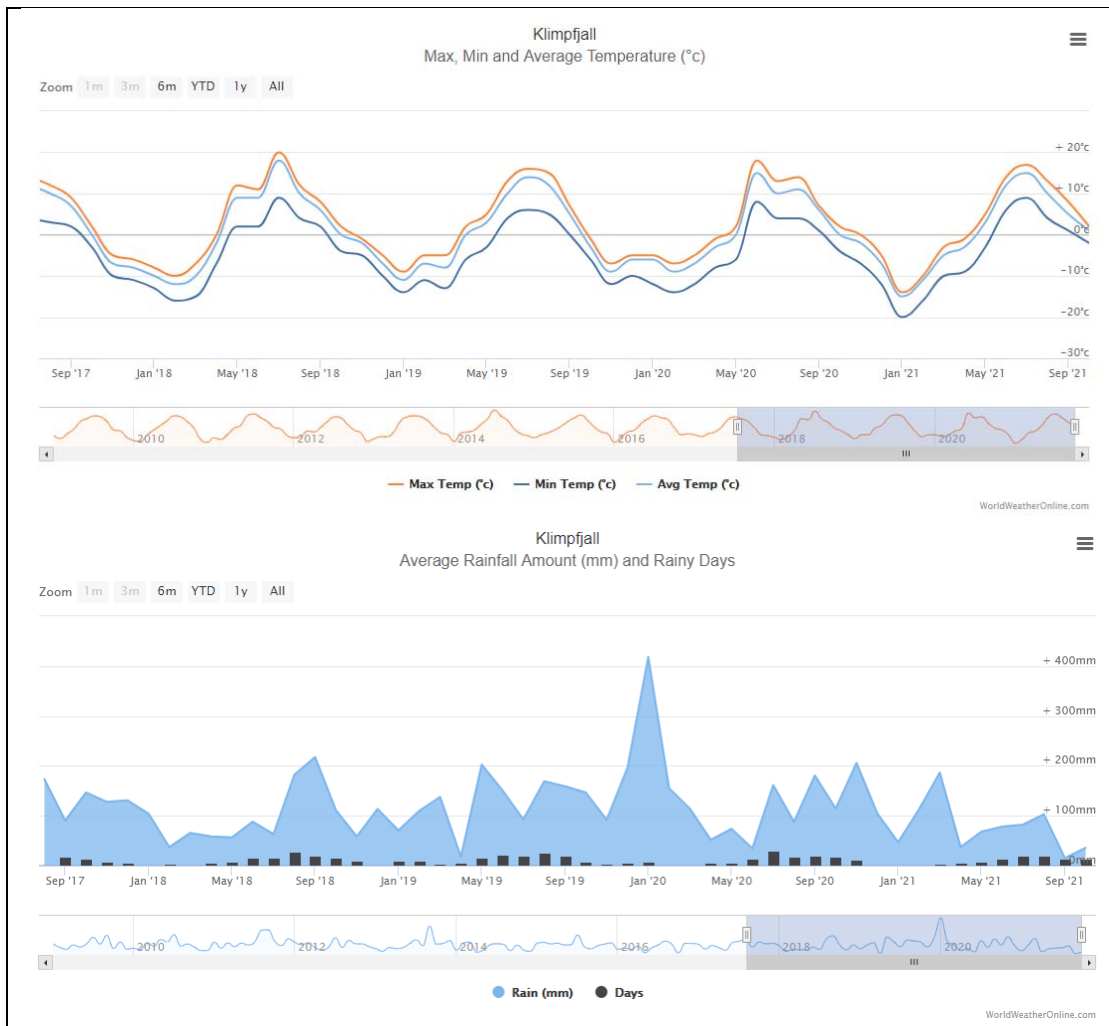 Klimpfjall
Max, Min and Average Temperature (°c)
Zoom 1m 3m 6m YTD 1y All
+ 20°c
+ 10°c
0°c
−10°c
−20°c
−30°c
Sep '17 Jan '18 May '18 Sep '18 Jan '19 May '19 Sep '19 Jan '20 May '20 Sep '20 Jan '21 May '21 Sep '21
2010 2012 2014 2016 2018 2020
Max Temp (°c) Min Temp (°c) Avg Temp (°c)
WorldWeatherOnline.com
Klimpfjall
Average Rainfall Amount (mm) and Rainy Days
Zoom 1m 3m 6m YTD 1y All
+ 400mm
+ 300mm
+ 200mm
+ 100mm
0mm
Sep '17 Jan '18 May '18 Sep '18 Jan '19 May '19 Sep '19 Jan '20 May '20 Sep '20 Jan '21 May '21 Sep '21
2010 2012 2014 2016 2018 2020
Rain (mm) Days
WorldWeatherOnline.com